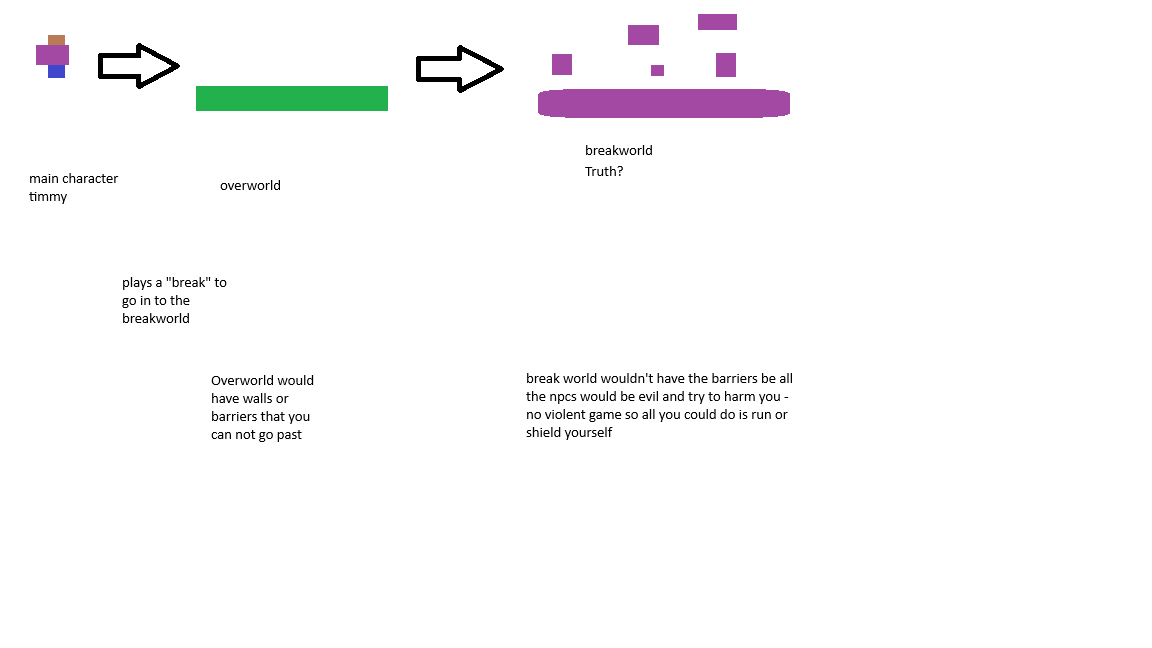 breakworld
Truth?
main character
timmy
overworld
plays a "break" to
go in to the
breakworld
Overworld would
have walls or
barriers that you
can not go past
break world wouldn't have the barriers be all
the npcs would be evil and try to harm you -
no violent game so all you could do is run or
shield yourself